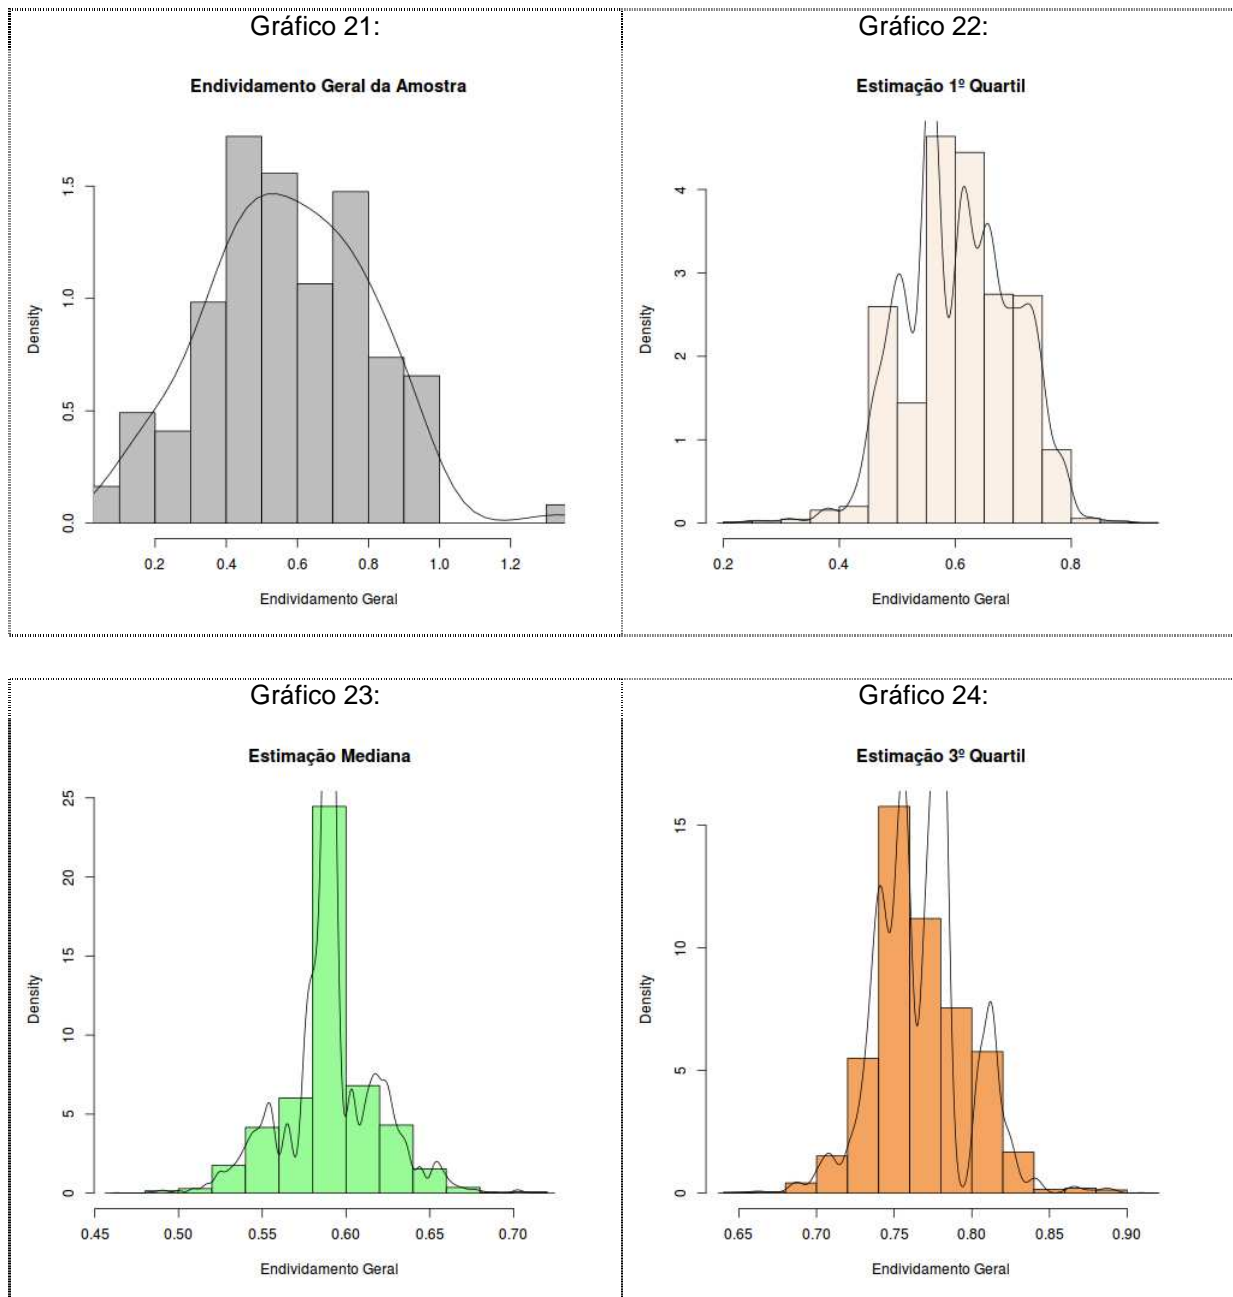 Gráfico 21:
Endividamento Geral da Amostra
Density
0.0 0.5 1.0 1.5
0.2 0.4 0.6 0.8 1.0 1.2
Endividamento Geral
Gráfico 22:
Estimação 1º Quartil
Density
0 1 2 3 4
0.2 0.4 0.6 0.8
Endividamento Geral
Gráfico 23:
Estimação Mediana
Density
0 5 10 15 20 25
0.45 0.50 0.55 0.60 0.65 0.70
Endividamento Geral
Gráfico 24:
Estimação 3º Quartil
Density
0 5 10 15
0.65 0.70 0.75 0.80 0.85 0.90
Endividamento Geral